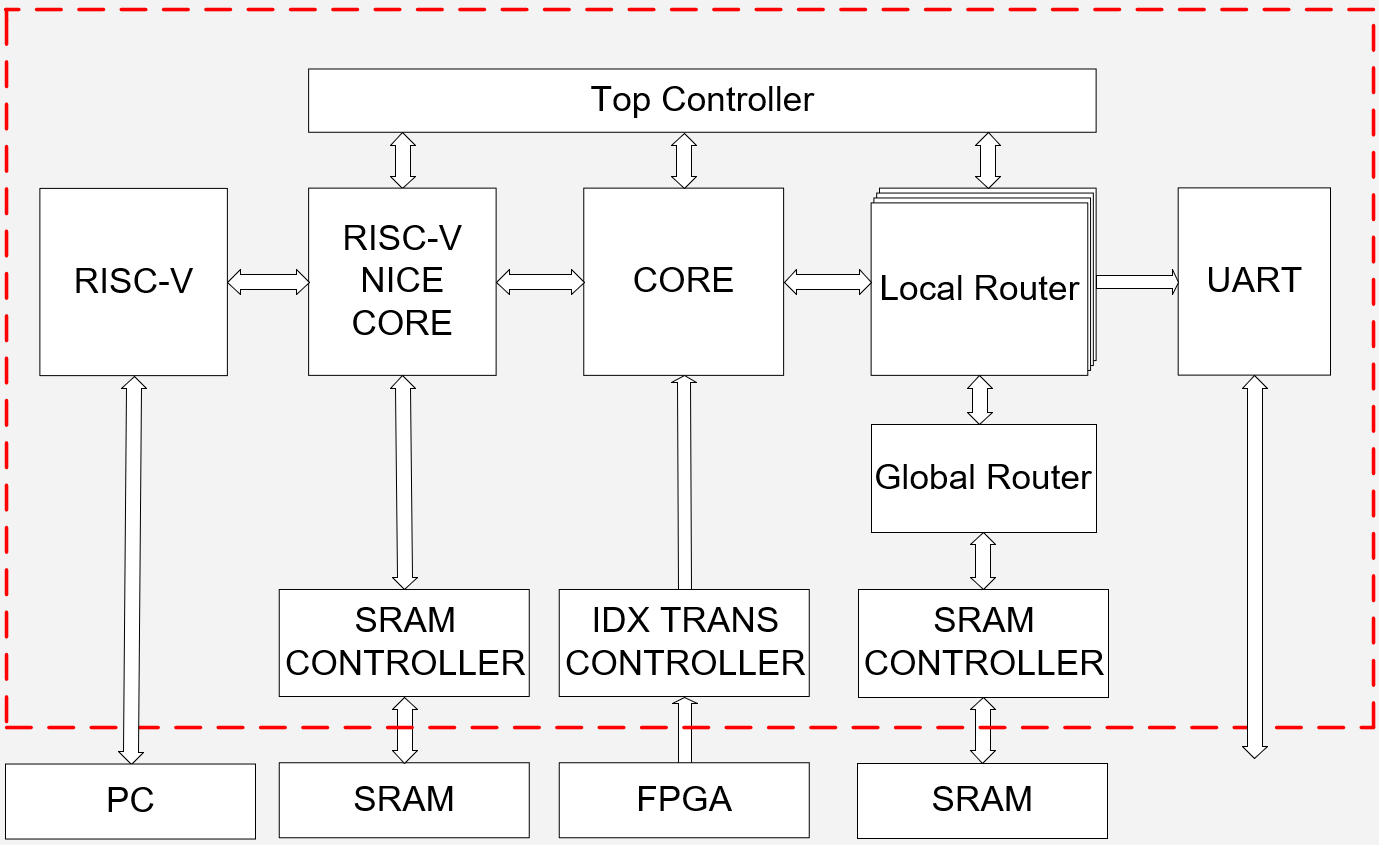 Top Controller
RISC-V
RISC-V
NICE
CORE
CORE
Local Router
UART
Global Router
SRAM
CONTROLLER
IDX TRANS
CONTROLLER
SRAM
CONTROLLER
PC
SRAM
FPGA
SRAM